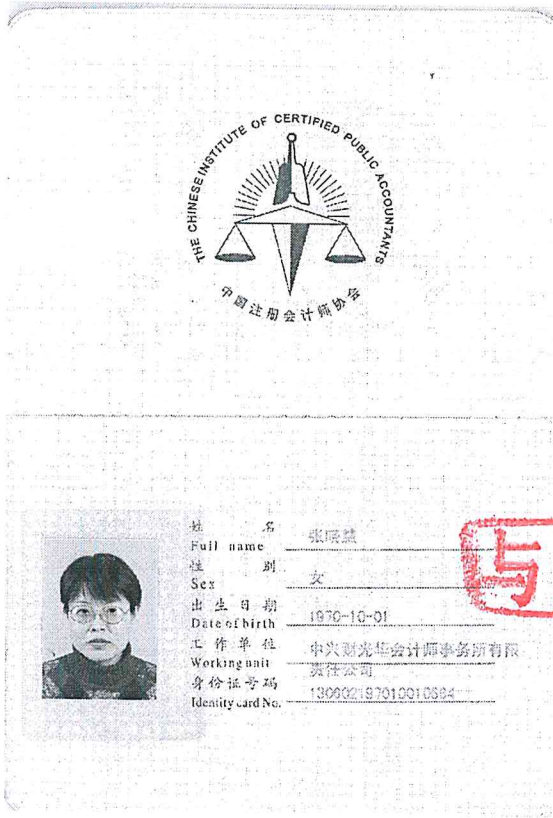 THE CHINESE INSTITUTE OF CERTIFIED PUBLIC ACCOUNTANTS
中国注册会计师协会
姓 名
Full name
性 别
Sex 女
出生日期
Date of birth 1970-10-01
工作单位 中兴财光华会计师事务所有限
Working unit 责任公司
身份证号码
Identity card No.
与